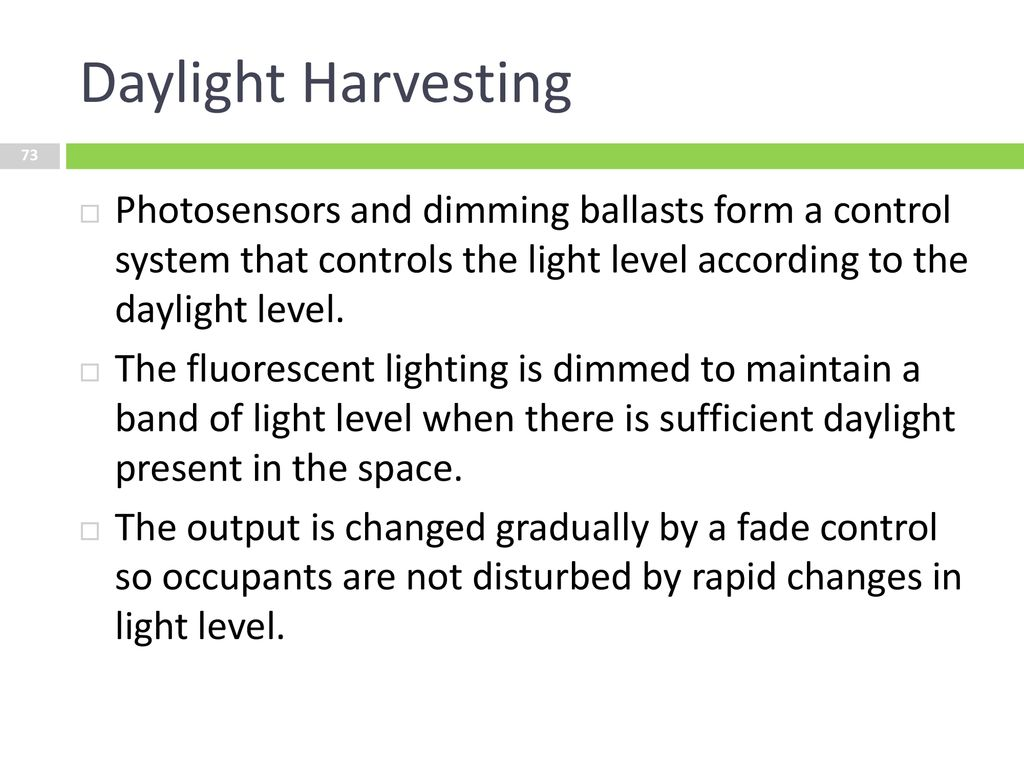 Daylight Harvesting
73
Photosensors and dimming ballasts form a control
system that controls the light level according to the
daylight level.
The fluorescent lighting is dimmed to maintain a
band of light level when there is sufficient daylight
present in the space.
The output is changed gradually by a fade control
so occupants are not disturbed by rapid changes in
light level.